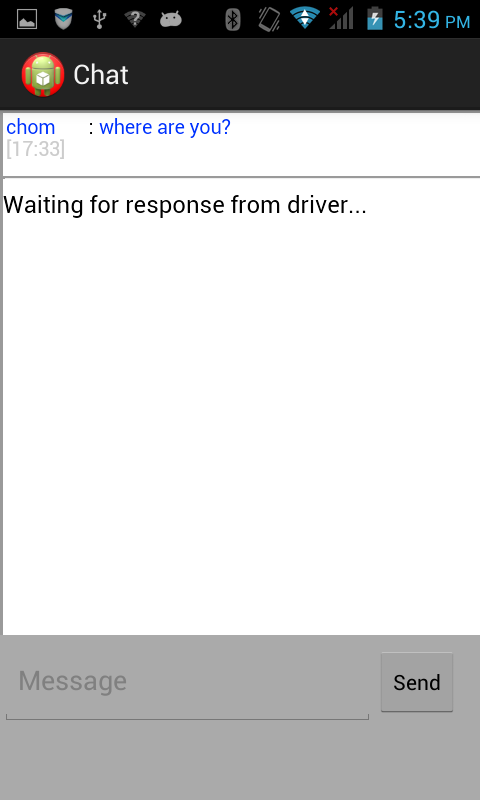 5:39 PM
Chat
chom : where are you?
[17:33]
Waiting for response from driver...
Message
Send